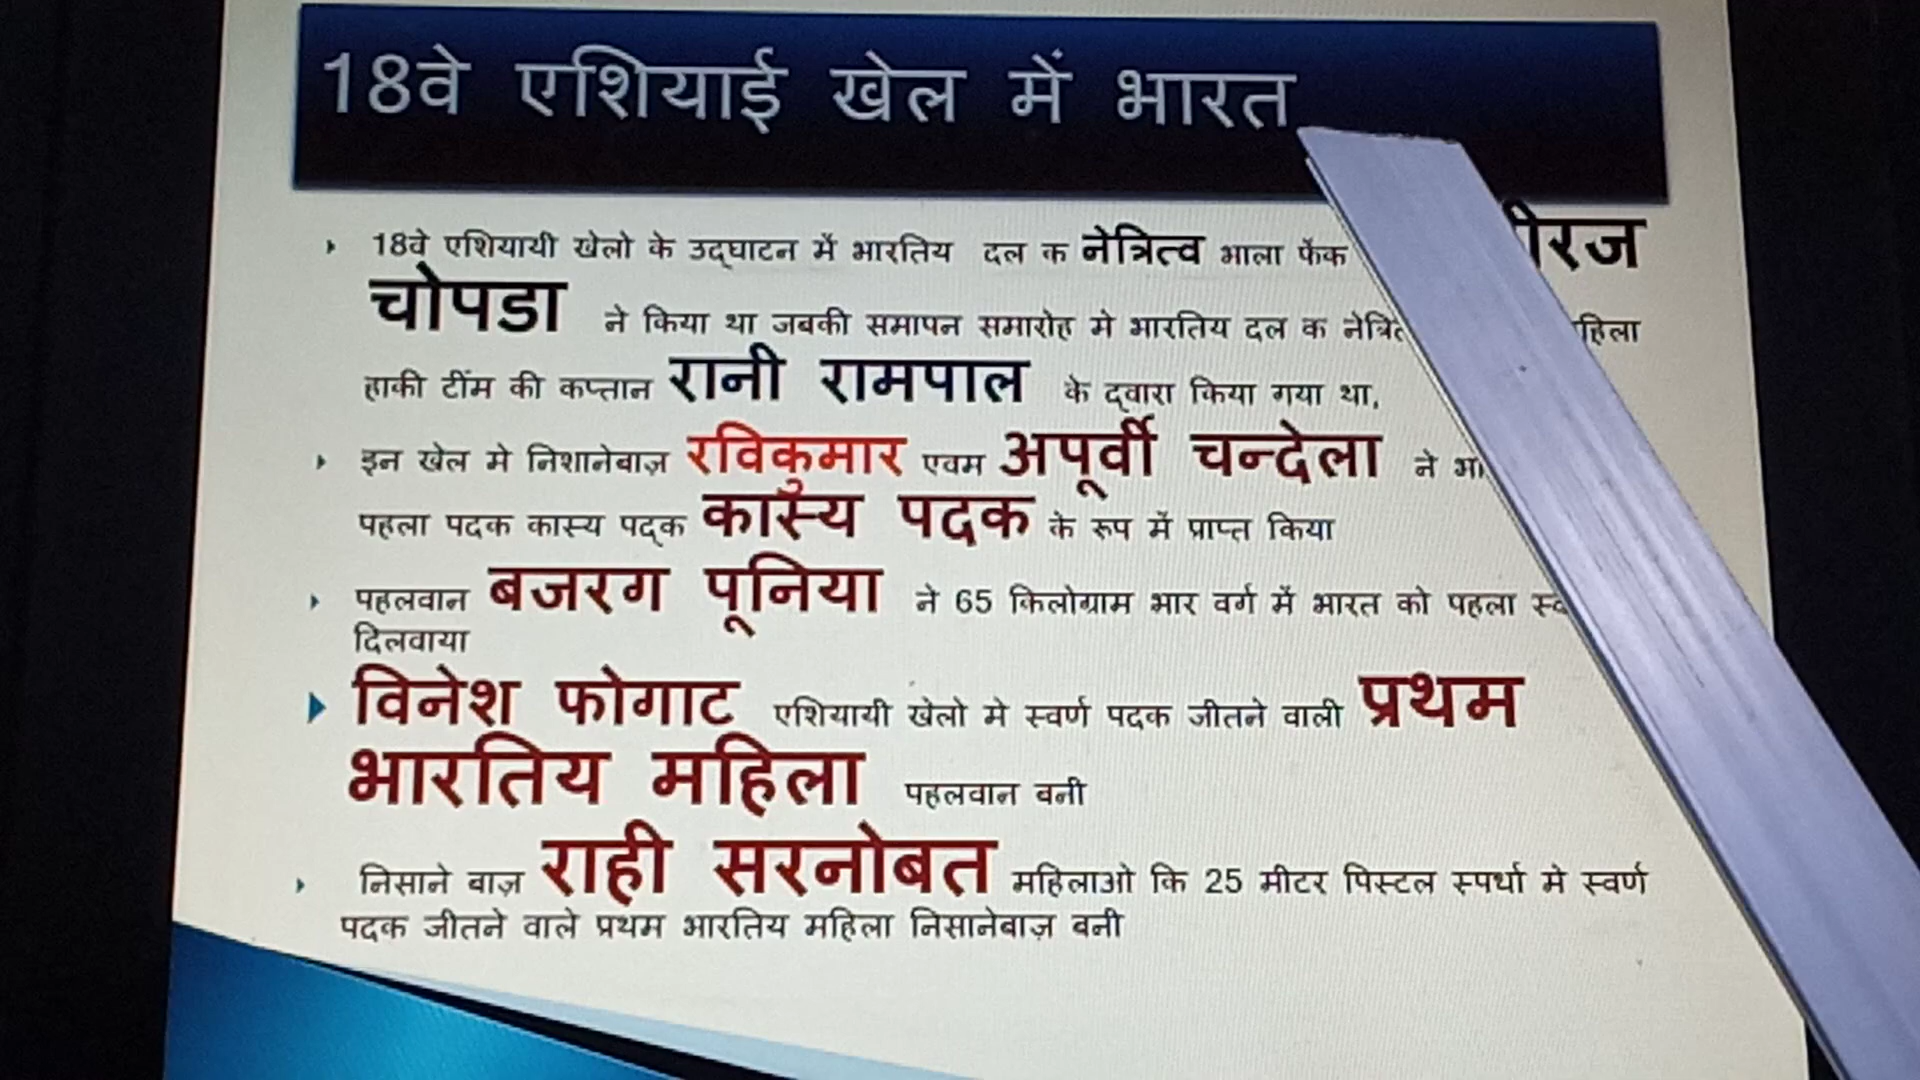 18वे एशियाई खेल में भारत
18वे एशियायी खेलो के उद्घाटन में भारतिय दल क नेत्रित्व भाला फेंक
चोपडा ने किया था जबकी समापन समारोह मे भारतिय दल क
हाकी टींम की कप्तान रानी रामपाल के द्वारा किया गया था,
इन खेल मे निशानेबाज़ रविकुमार एवम अपूर्वी चन्देला ने
पहला पदक कास्य पद्क कास्य पदक के रूप में प्राप्त किया
पहलवान बजरग पूनिया ने 65 किलोग्राम भार वर्ग में भारत को पहला
दिलवाया
विनेश फोगाट एशियायी खेलो मे स्वर्ण पदक जीतने वाली प्रथम
भारतिय महिला पहलवान बनी
निसाने बाज़ राही सरनोबत महिलाओ कि 25 मीटर पिस्टल स्पर्धा मे स्वर्ण
पदक जीतने वाले प्रथम भारतिय महिला निसानेबाज़ बनी